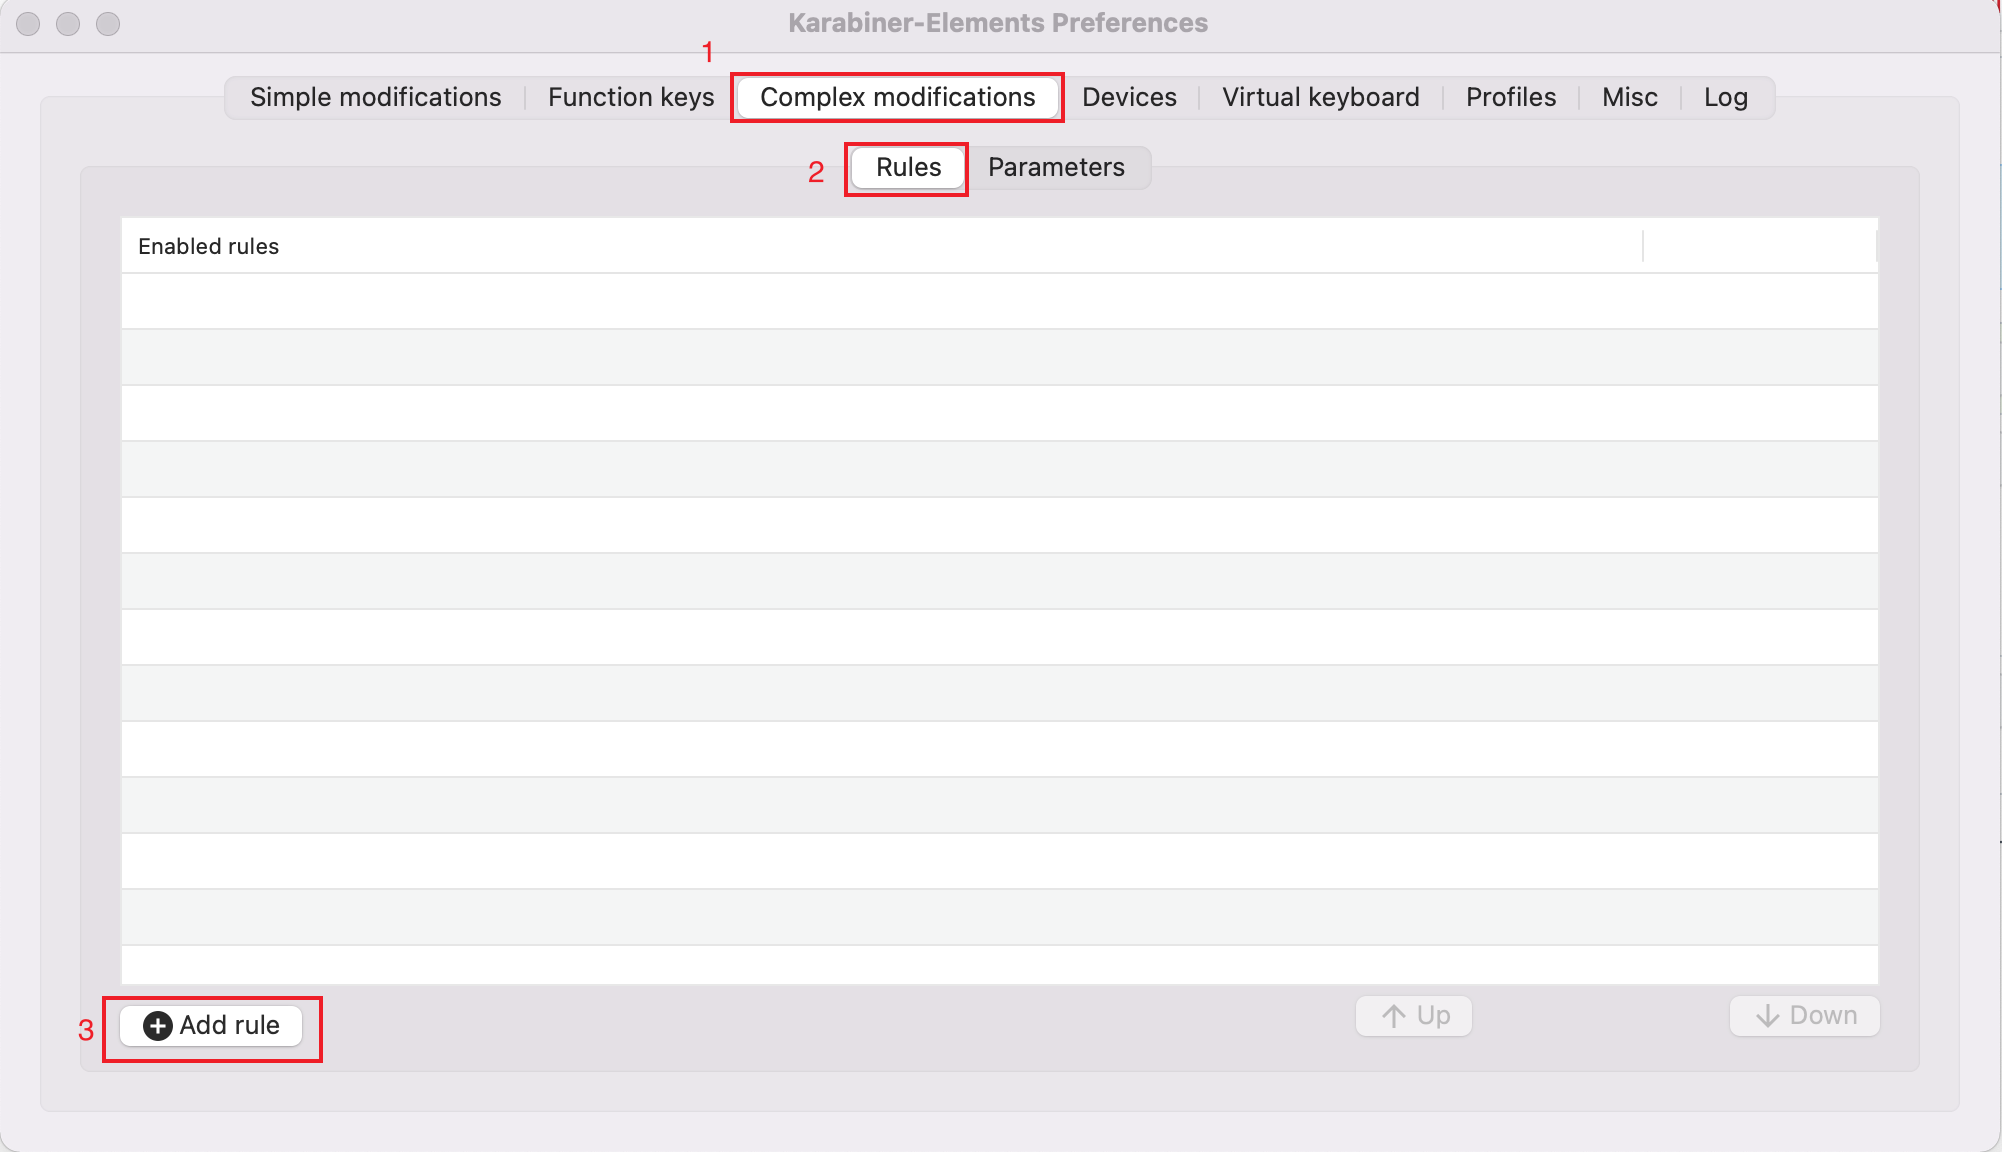 Karabiner-Elements Preferences
1
Simple modifications Function keys Complex modifications Devices Virtual keyboard Profiles Misc Log
2 Rules Parameters
Enabled rules
3 Add rule Up Down